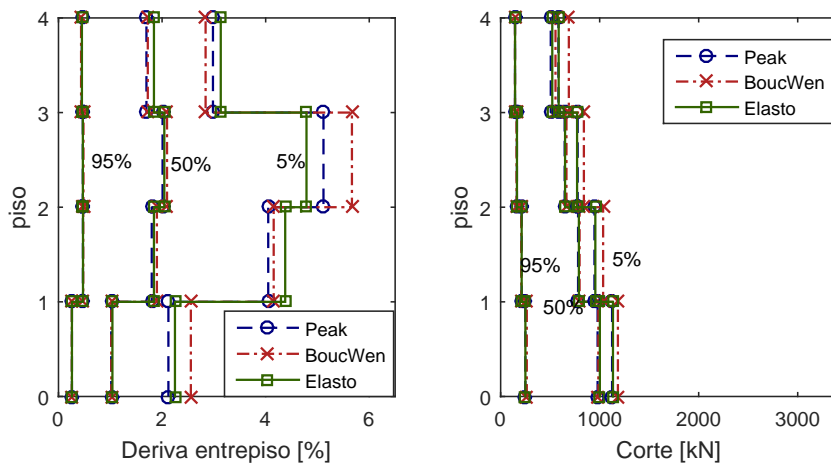 4
3
2
1
0
piso
95%
50%
5%
Peak
BoucWen
Elasto
0 2 4 6
Deriva entrepiso [%]
4
3
2
1
0
piso
Peak
BoucWen
Elasto
95%
5%
50%
0 1000 2000 3000
Corte [kN]